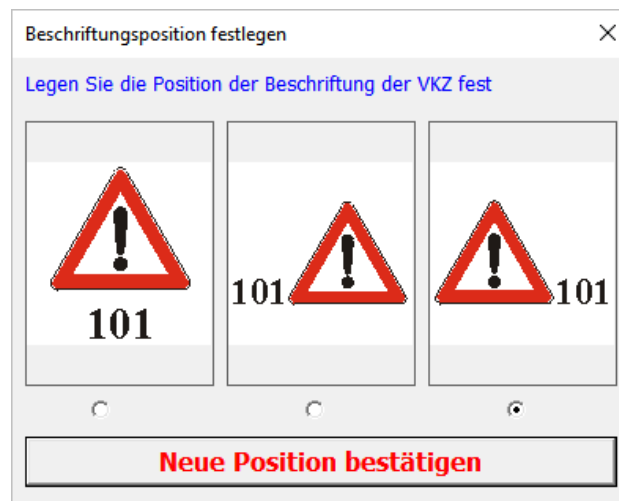 Beschriftungsposition festlegen
Legen Sie die Position der Beschriftung der VKZ fest
101
101
101
Neue Position bestätigen